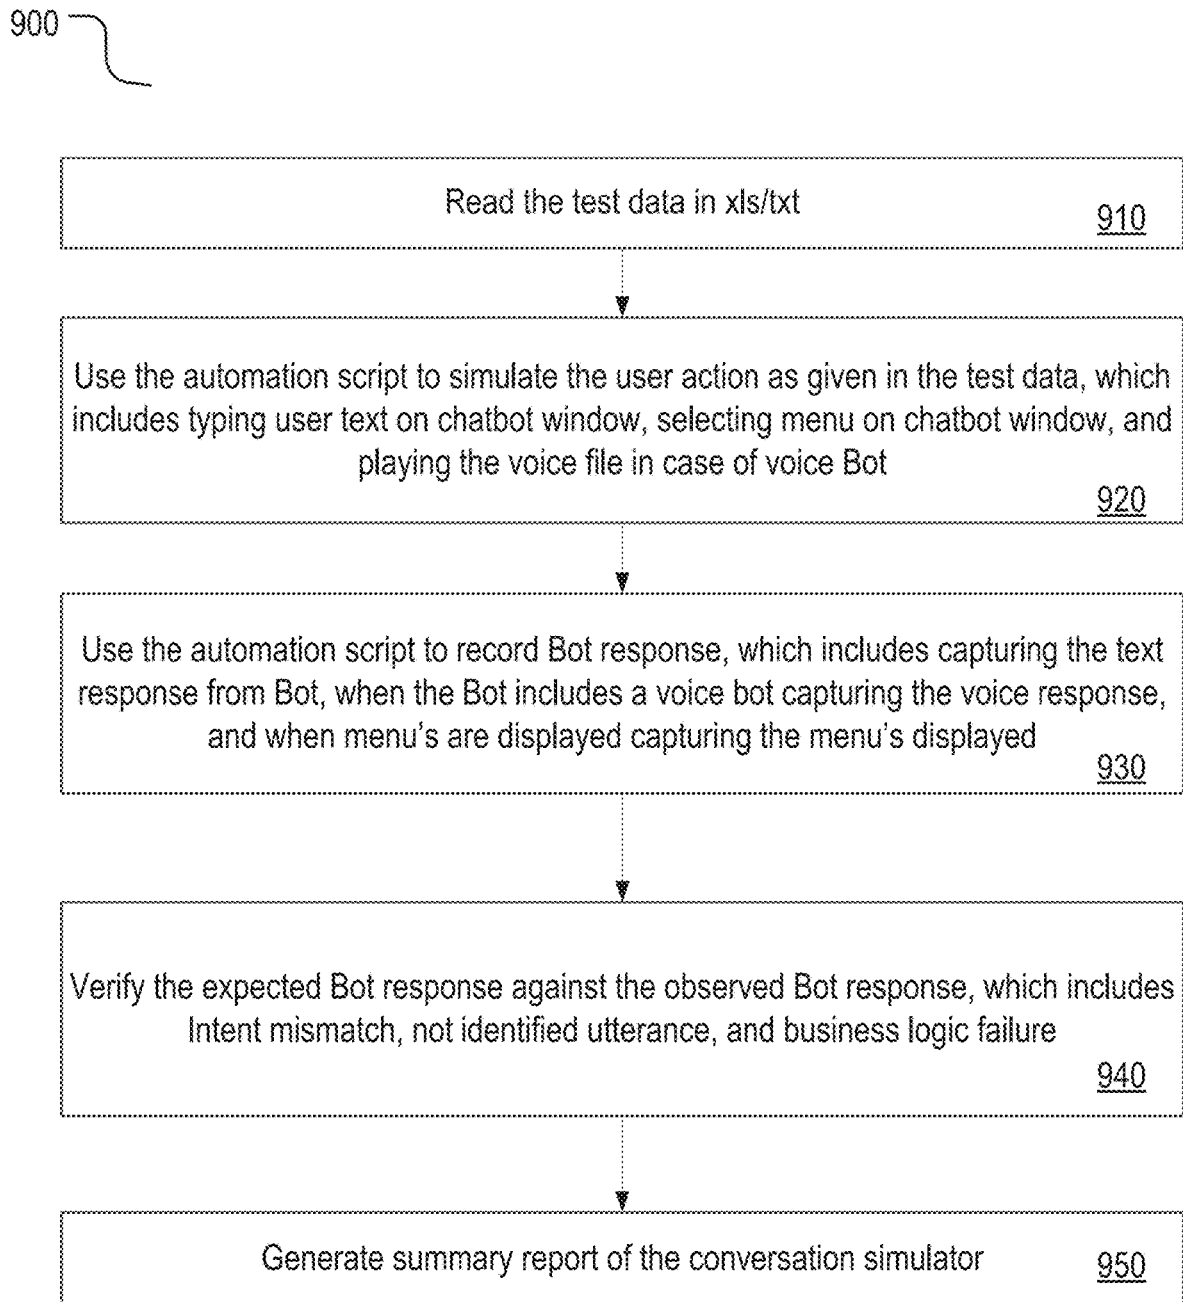 900
Read the test data in xls/txt
910
Use the automation script to simulate the user action as given in the test data, which
includes typing user text on chatbot window, selecting menu on chatbot window, and
playing the voice file in case of voice Bot
920
Use the automation script to record Bot response, which includes capturing the text
response from Bot, when the Bot includes a voice bot capturing the voice response,
and when menu's are displayed capturing the menu's displayed
930
Verify the expected Bot response against the observed Bot response, which includes
Intent mismatch, not identified utterance, and business logic failure
940
Generate summary report of the conversation simulator
950